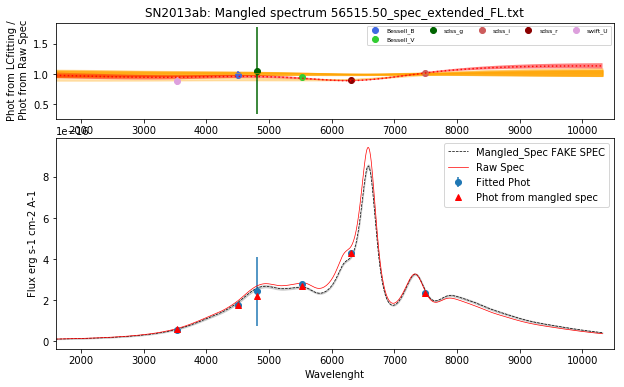 SN2013ab: Mangled spectrum 56515.50_spec_extended_FL.txt
Phot from LCfitting /
Phot from Raw Spec
1.5
1.0
0.5
Bessell_B
Bessell_V
sdss_g
sdss_i
sdss_r
swift_U
2000 3000 4000 5000 6000 7000 8000 9000 10000
1e−16
Flux erg s-1 cm-2 A-1
8
6
4
2
0
Mangled_Spec FAKE SPEC
Raw Spec
Fitted Phot
Phot from mangled spec
2000 3000 4000 5000 6000 7000 8000 9000 10000
Wavelenght